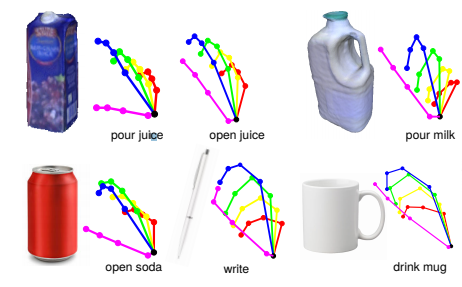 pour juice
open juice
pour milk
open soda
write
drink mug